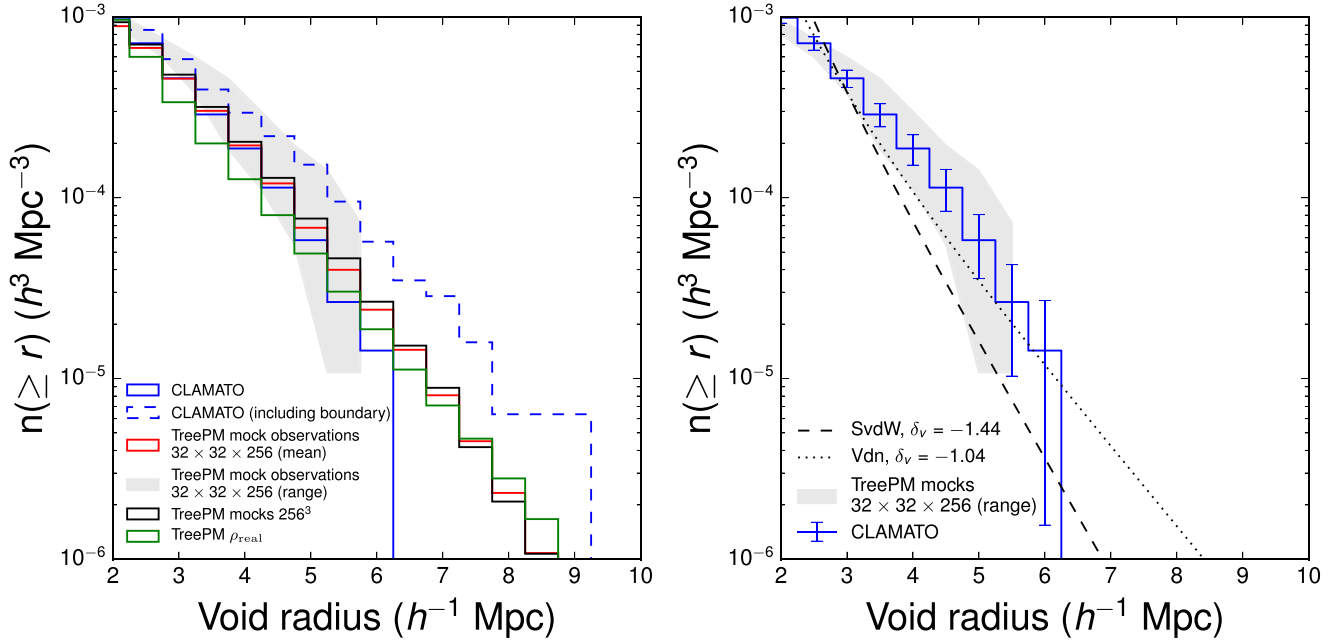 10⁻³
10⁻⁴
10⁻⁵
10⁻⁶
n(≥ r) (h³ Mpc⁻³)
CLAMATO
CLAMATO (including boundary)
TreePM mock observations
32 × 32 × 256 (mean)
TreePM mock observations
32 × 32 × 256 (range)
TreePM mocks 256³
TreePM ρ_real
2 3 4 5 6 7 8 9 10
Void radius (h⁻¹ Mpc)
10⁻³
10⁻⁴
10⁻⁵
10⁻⁶
n(≥ r) (h³ Mpc⁻³)
SvdW, δᵥ = −1.44
Vdn, δᵥ = −1.04
TreePM mocks
32 × 32 × 256 (range)
CLAMATO
2 3 4 5 6 7 8 9 10
Void radius (h⁻¹ Mpc)